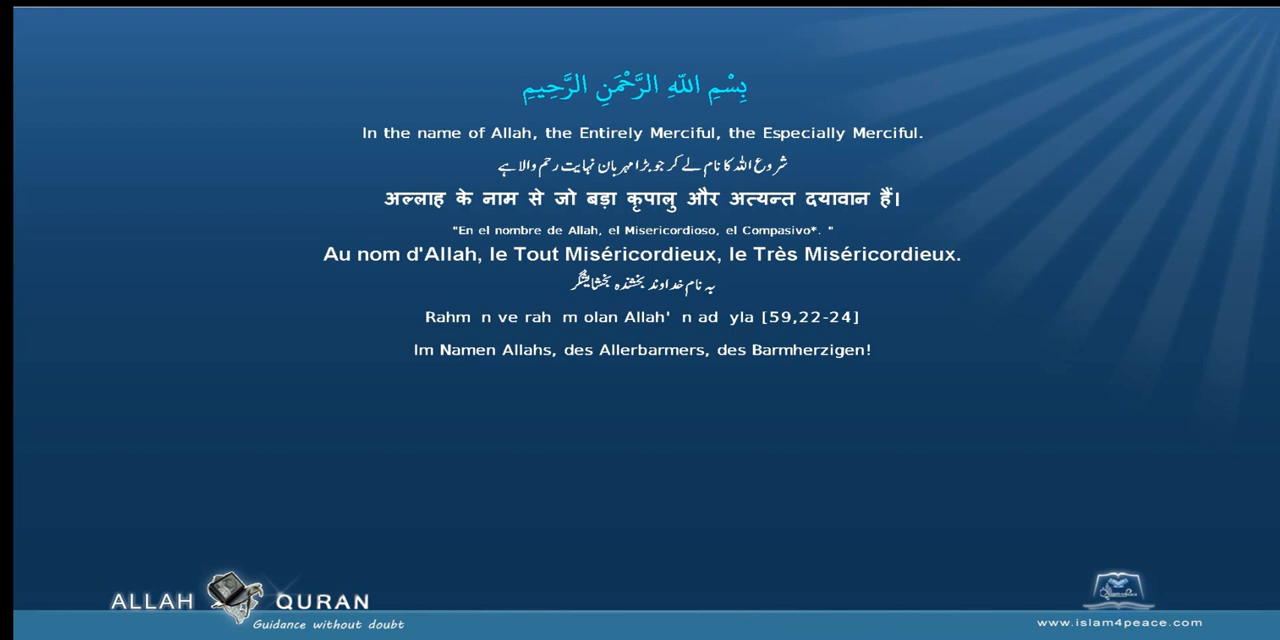 بِسْمِ اللّهِ الرَّحْمَنِ الرَّحِيمِ
In the name of Allah, the Entirely Merciful, the Especially Merciful.
شروع اللہ کا نام لے کر جو بڑا مہربان نہایت رحم والا ہے
अल्लाह के नाम से जो बड़ा कृपालु और अत्यन्त दयावान हैं।
"En el nombre de Allah, el Misericordioso, el Compasivo*. "
Au nom d'Allah, le Tout Miséricordieux, le Très Miséricordieux.
به نام خداوند بخشنده بخشایشگر
Rahm n ve rah m olan Allah' n ad yla [59,22-24]
Im Namen Allahs, des Allerbarmers, des Barmherzigen!
ALLAH QURAN
Guidance without doubt
www.islam4peace.com